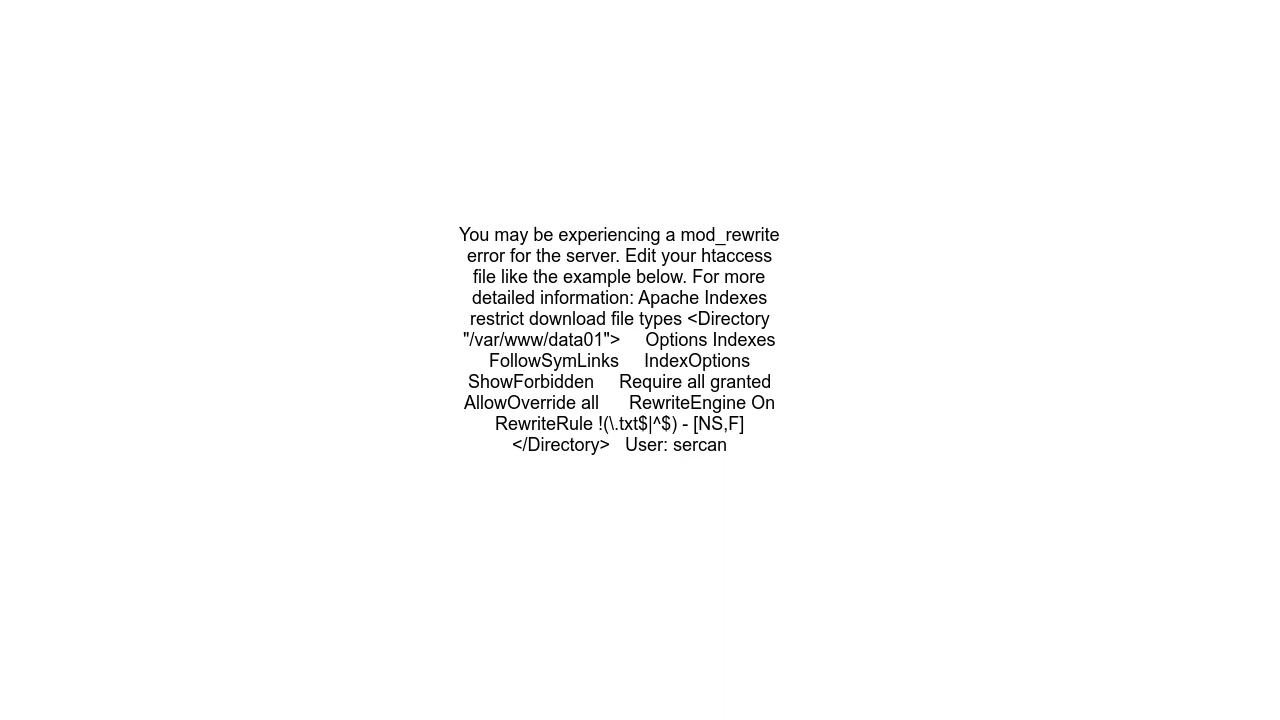 You may be experiencing a mod_rewrite
error for the server. Edit your htaccess
file like the example below. For more
detailed information: Apache Indexes
restrict download file types <Directory
"/var/www/data01">     Options Indexes
FollowSymLinks     IndexOptions
ShowForbidden     Require all granted
AllowOverride all      RewriteEngine On
RewriteRule !(\.txt$|^$) - [NS,F]
</Directory>   User: sercan